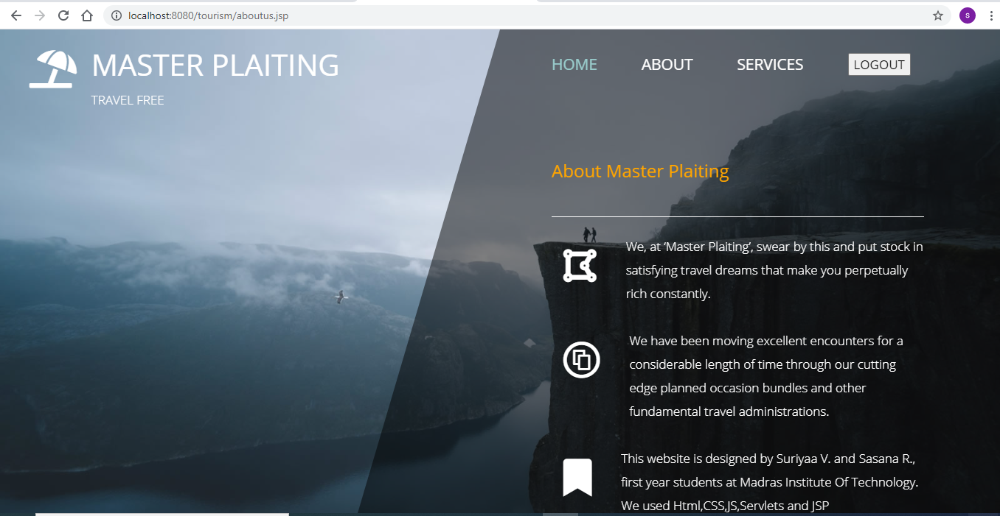 localhost:8080/tourism/aboutus.jsp
S
MASTER PLAITING
TRAVEL FREE
HOME ABOUT SERVICES LOGOUT
About Master Plaiting
We, at ‘Master Plaiting’, swear by this and put stock in
satisfying travel dreams that make you perpetually
rich constantly.
We have been moving excellent encounters for a
considerable length of time through our cutting
edge planned occasion bundles and other
fundamental travel administrations.
This website is designed by Suriyaa V. and Sasana R.,
first year students at Madras Institute Of Technology.
We used Html,CSS,JS,Servlets and JSP